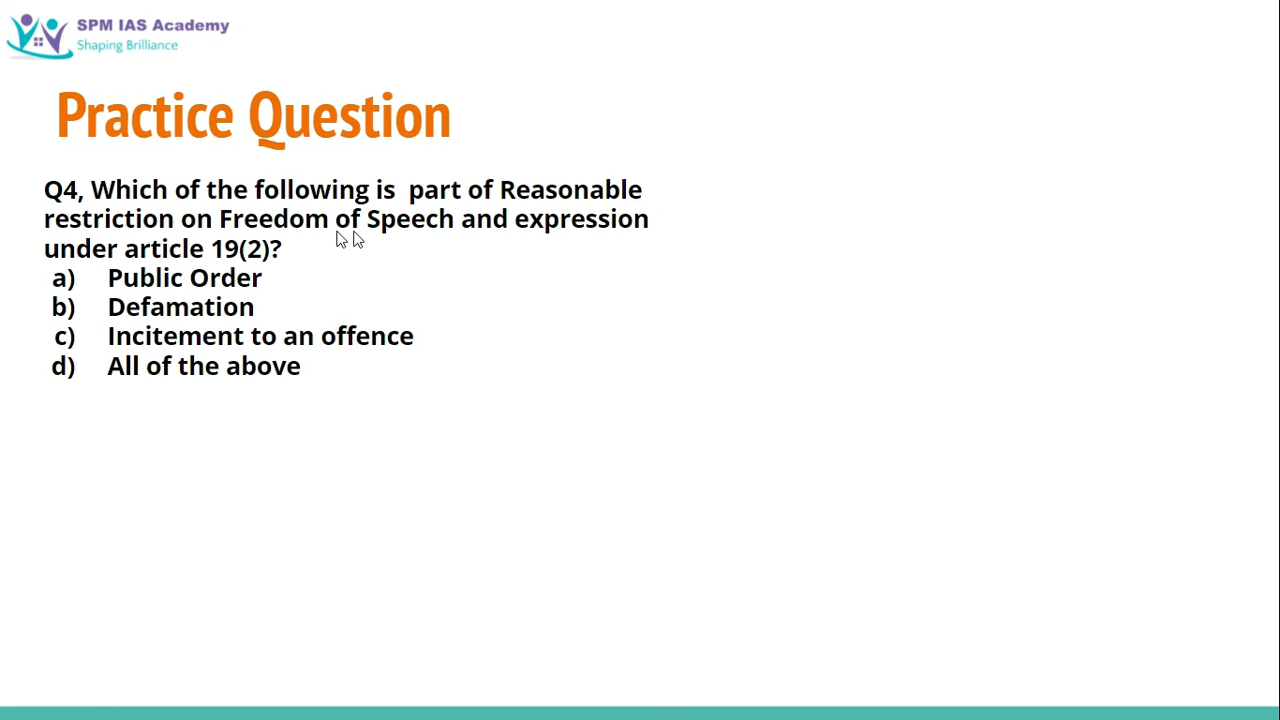 SPM IAS Academy
Shaping Brilliance
Practice Question
Q4, Which of the following is  part of Reasonable
restriction on Freedom of Speech and expression
under article 19(2)?
a) Public Order
b) Defamation
c) Incitement to an offence
d) All of the above